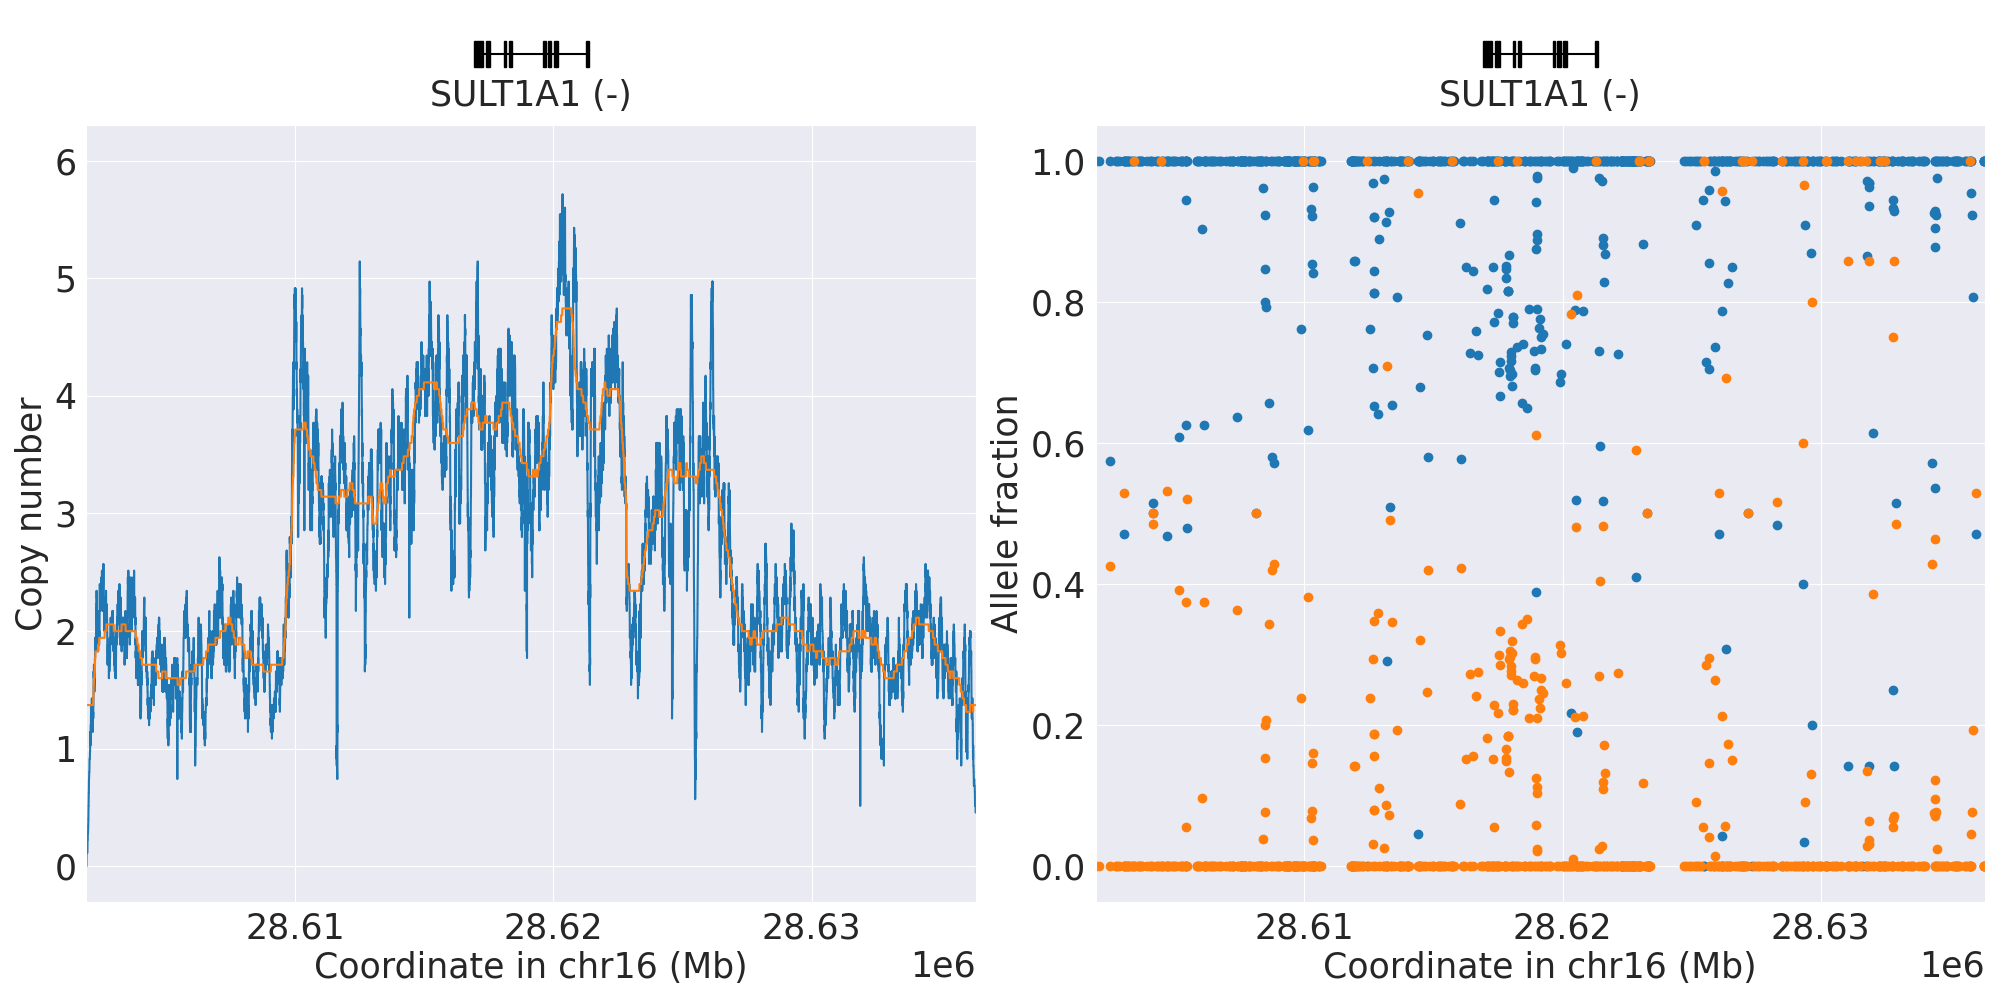 SULT1A1 (-)
Copy number
6
5
4
3
2
1
0
28.61
28.62
28.63
Coordinate in chr16 (Mb)
1e6
SULT1A1 (-)
Allele fraction
1.0
0.8
0.6
0.4
0.2
0.0
28.61
28.62
28.63
Coordinate in chr16 (Mb)
1e6